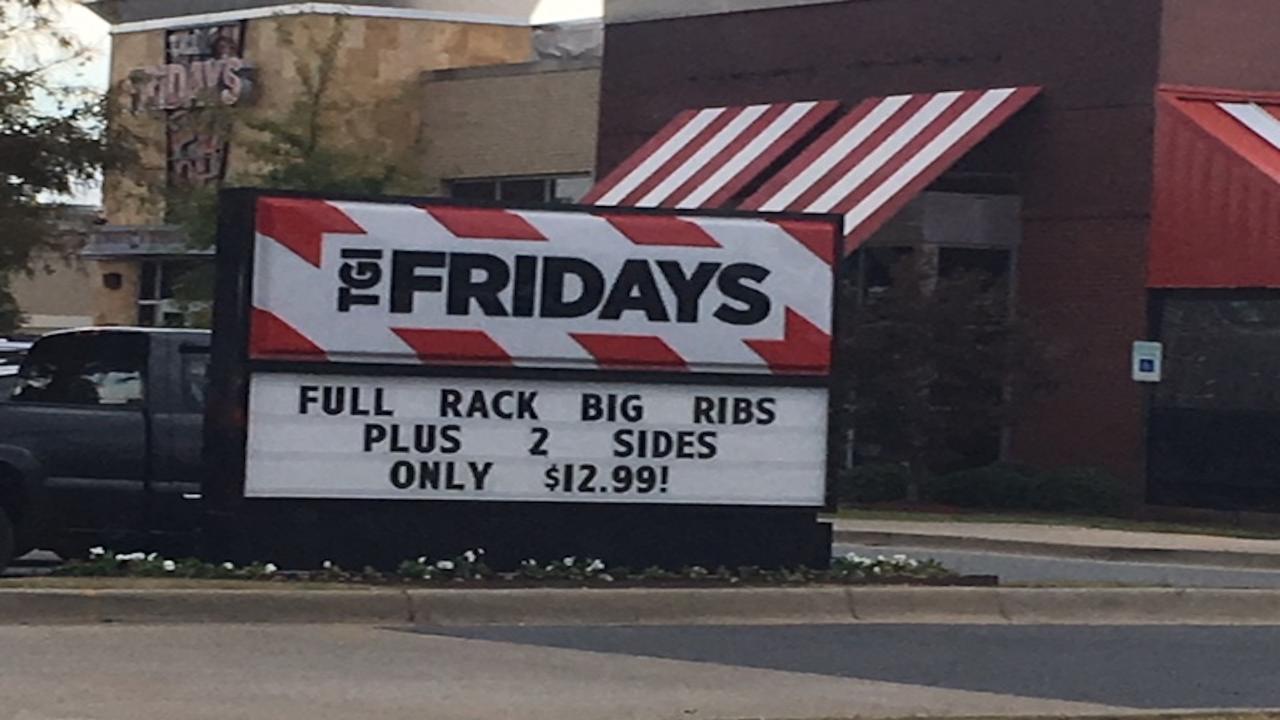 FRIDAYS
TGI FRIDAYS
FULL RACK BIG RIBS
PLUS 2 SIDES
ONLY $12.99!